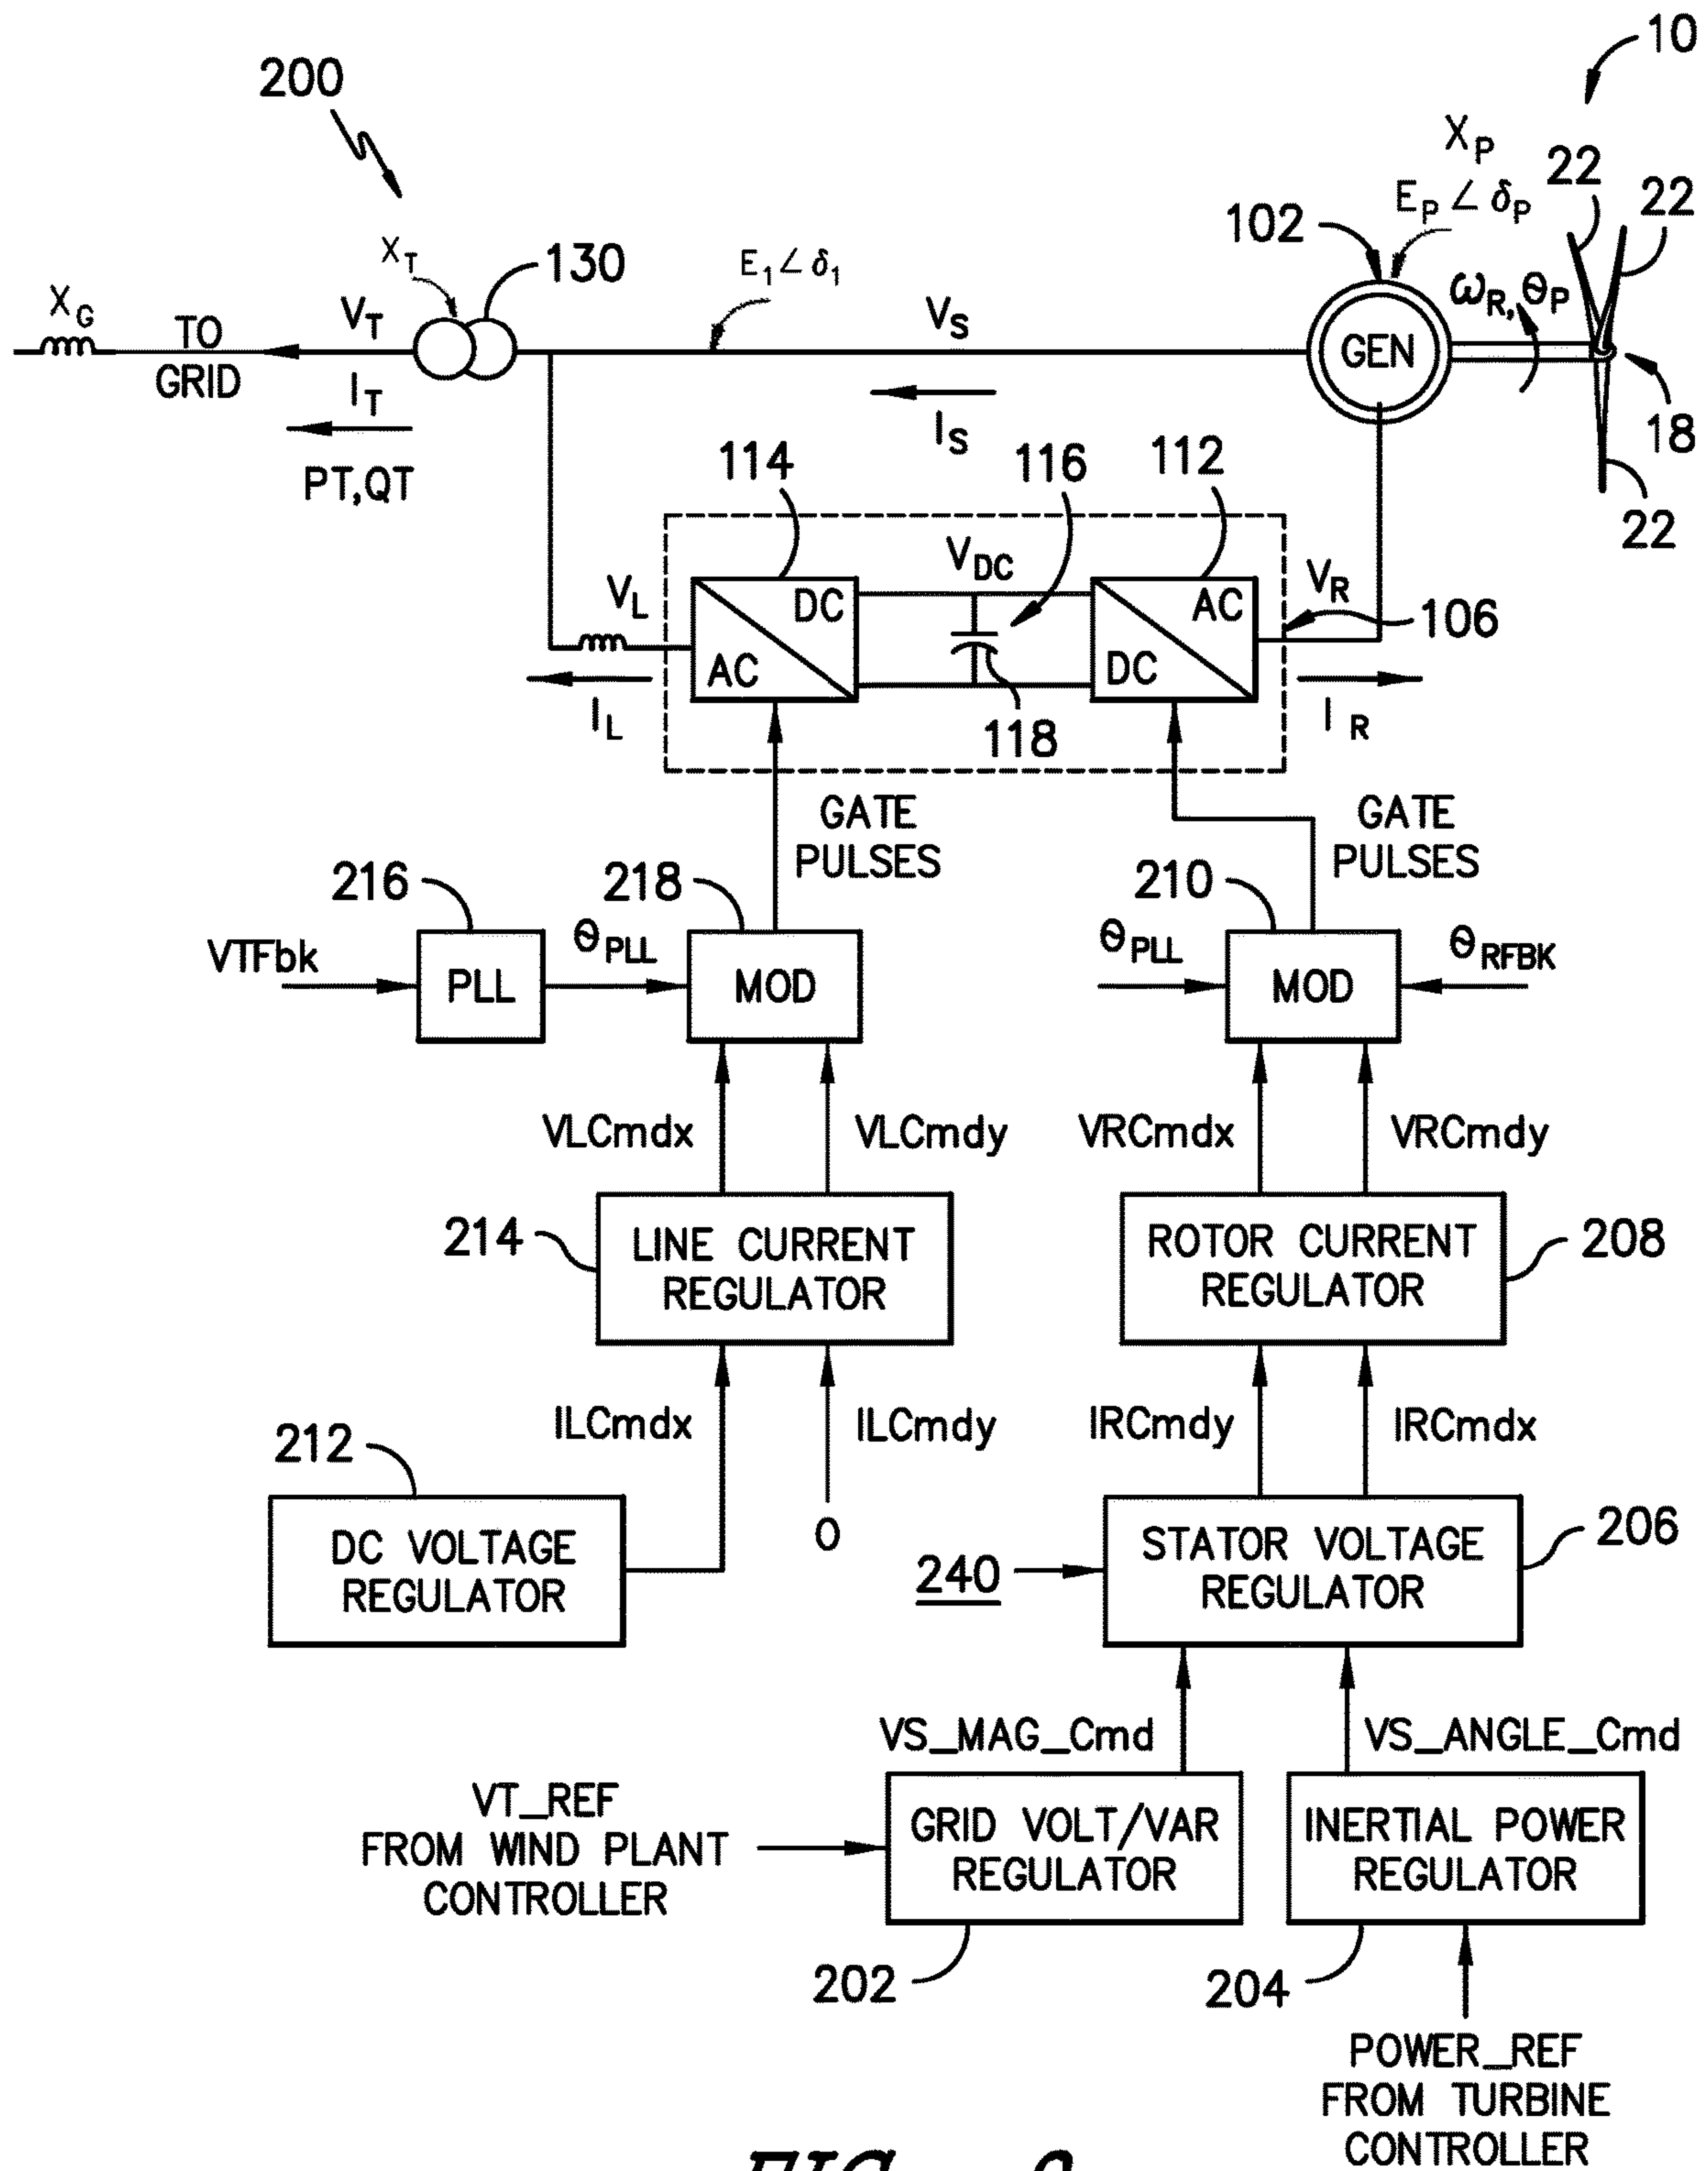 10
200
X_P
22
22
E_P∠δ_P
102
X_T
130
E_1∠δ_1
ω_R, Θ_P
X_G
TO
GRID
V_T
V_S
GEN
I_T
I_S
18
PT,QT
114
116
112
22
V_DC
V_L
V_R
DC
AC
AC
DC
106
I_L
118
I_R
GATE
PULSES
GATE
PULSES
216
218
210
VTFbk
Θ_PLL
Θ_PLL
Θ_RFBK
PLL
MOD
MOD
VLCmdx
VLCmdy
VRCmdx
VRCmdy
214
LINE CURRENT
REGULATOR
ROTOR CURRENT
REGULATOR
208
ILCmdx
ILCmdy
IRCmdy
IRCmdx
212
DC VOLTAGE
REGULATOR
0
240
STATOR VOLTAGE
REGULATOR
206
VS_MAG_Cmd
VS_ANGLE_Cmd
VT_REF
FROM WIND PLANT
CONTROLLER
GRID VOLT/VAR
REGULATOR
INERTIAL POWER
REGULATOR
202
204
POWER_REF
FROM TURBINE
CONTROLLER